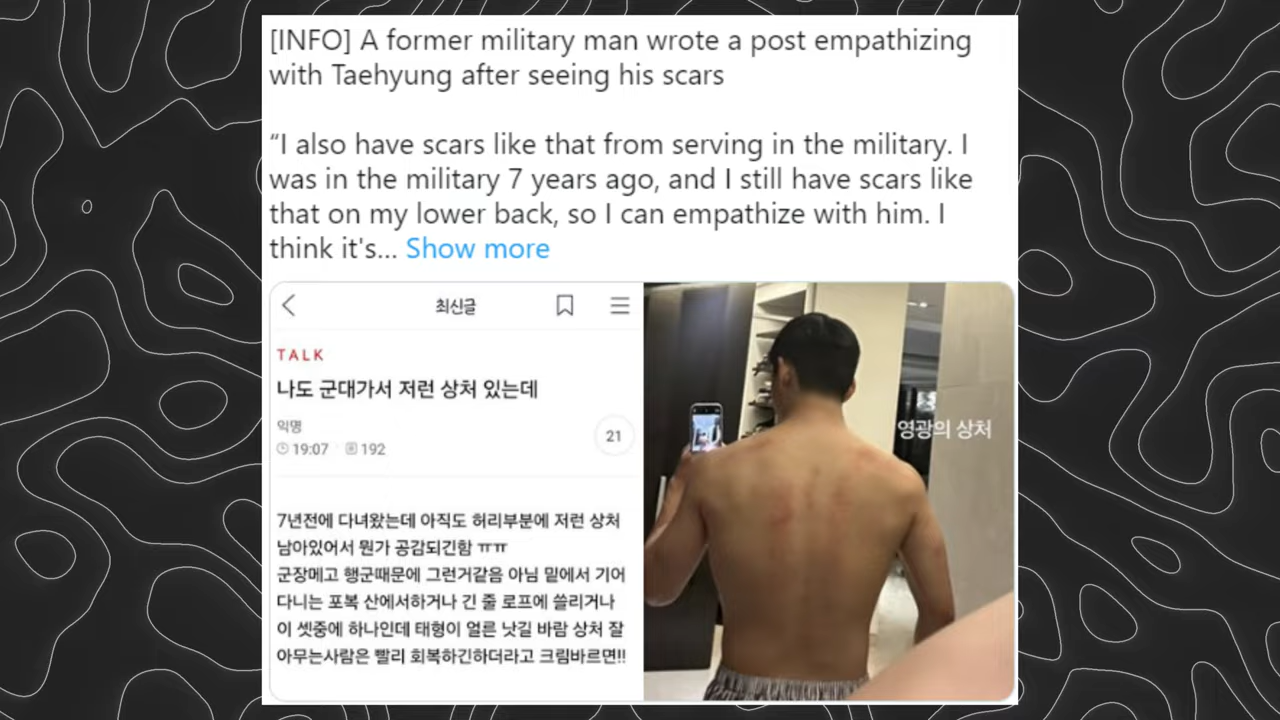 [INFO] A former military man wrote a post empathizing
with Taehyung after seeing his scars
“I also have scars like that from serving in the military. I
was in the military 7 years ago, and I still have scars like
that on my lower back, so I can empathize with him. I
think it's... Show more
최신글
TALK
나도 군대가서 저런 상처 있는데
익명
19:07 192
21
7년전에 다녀왔는데 아직도 허리부분에 저런 상처
남아있어서 뭔가 공감되긴함 ㅠㅠ
군장메고 행군때문에 그런거같음 아님 밑에서 기어
다니는 포복 산에서하거나 긴 줄 로프에 쓸리거나
이 셋중에 하나인데 태형이 얼른 낫길 바람 상처 잘
아무는사람은 빨리 회복하긴하더라고 크림바르면!!
영광의 상처